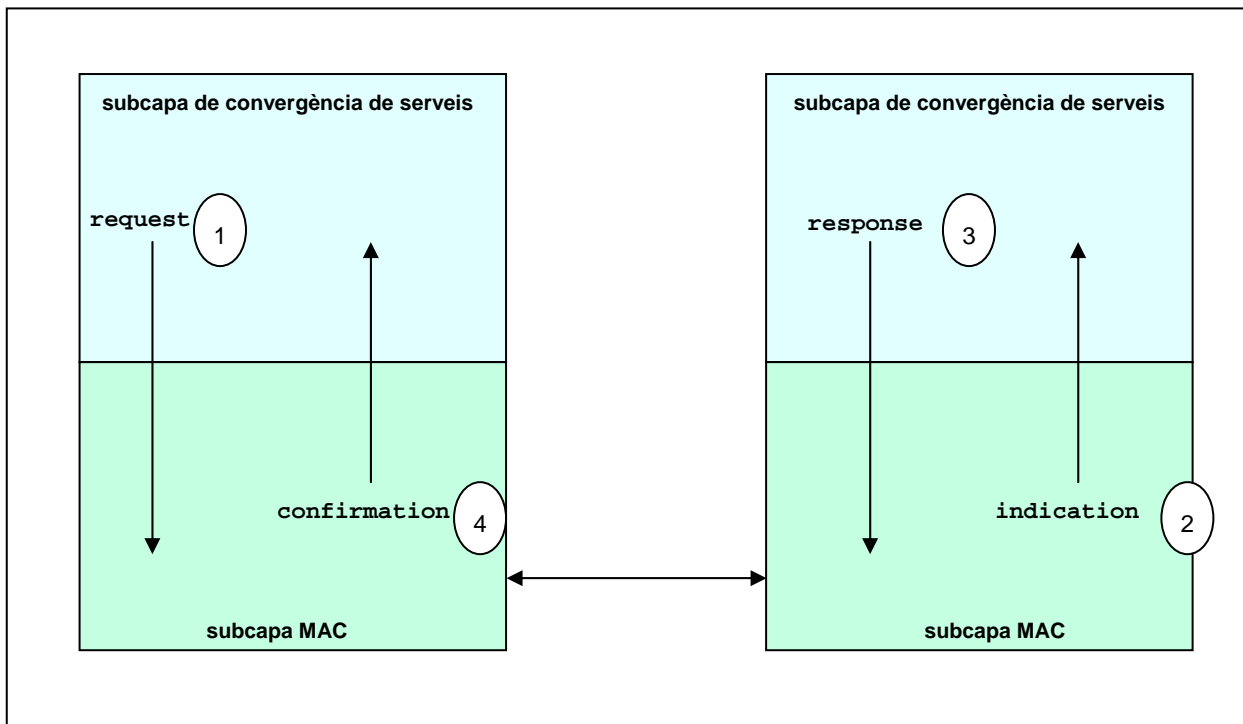 subcapa de convergència de serveis
request
1
confirmation
4
subcapa MAC
subcapa de convergència de serveis
response
3
indication
2
subcapa MAC